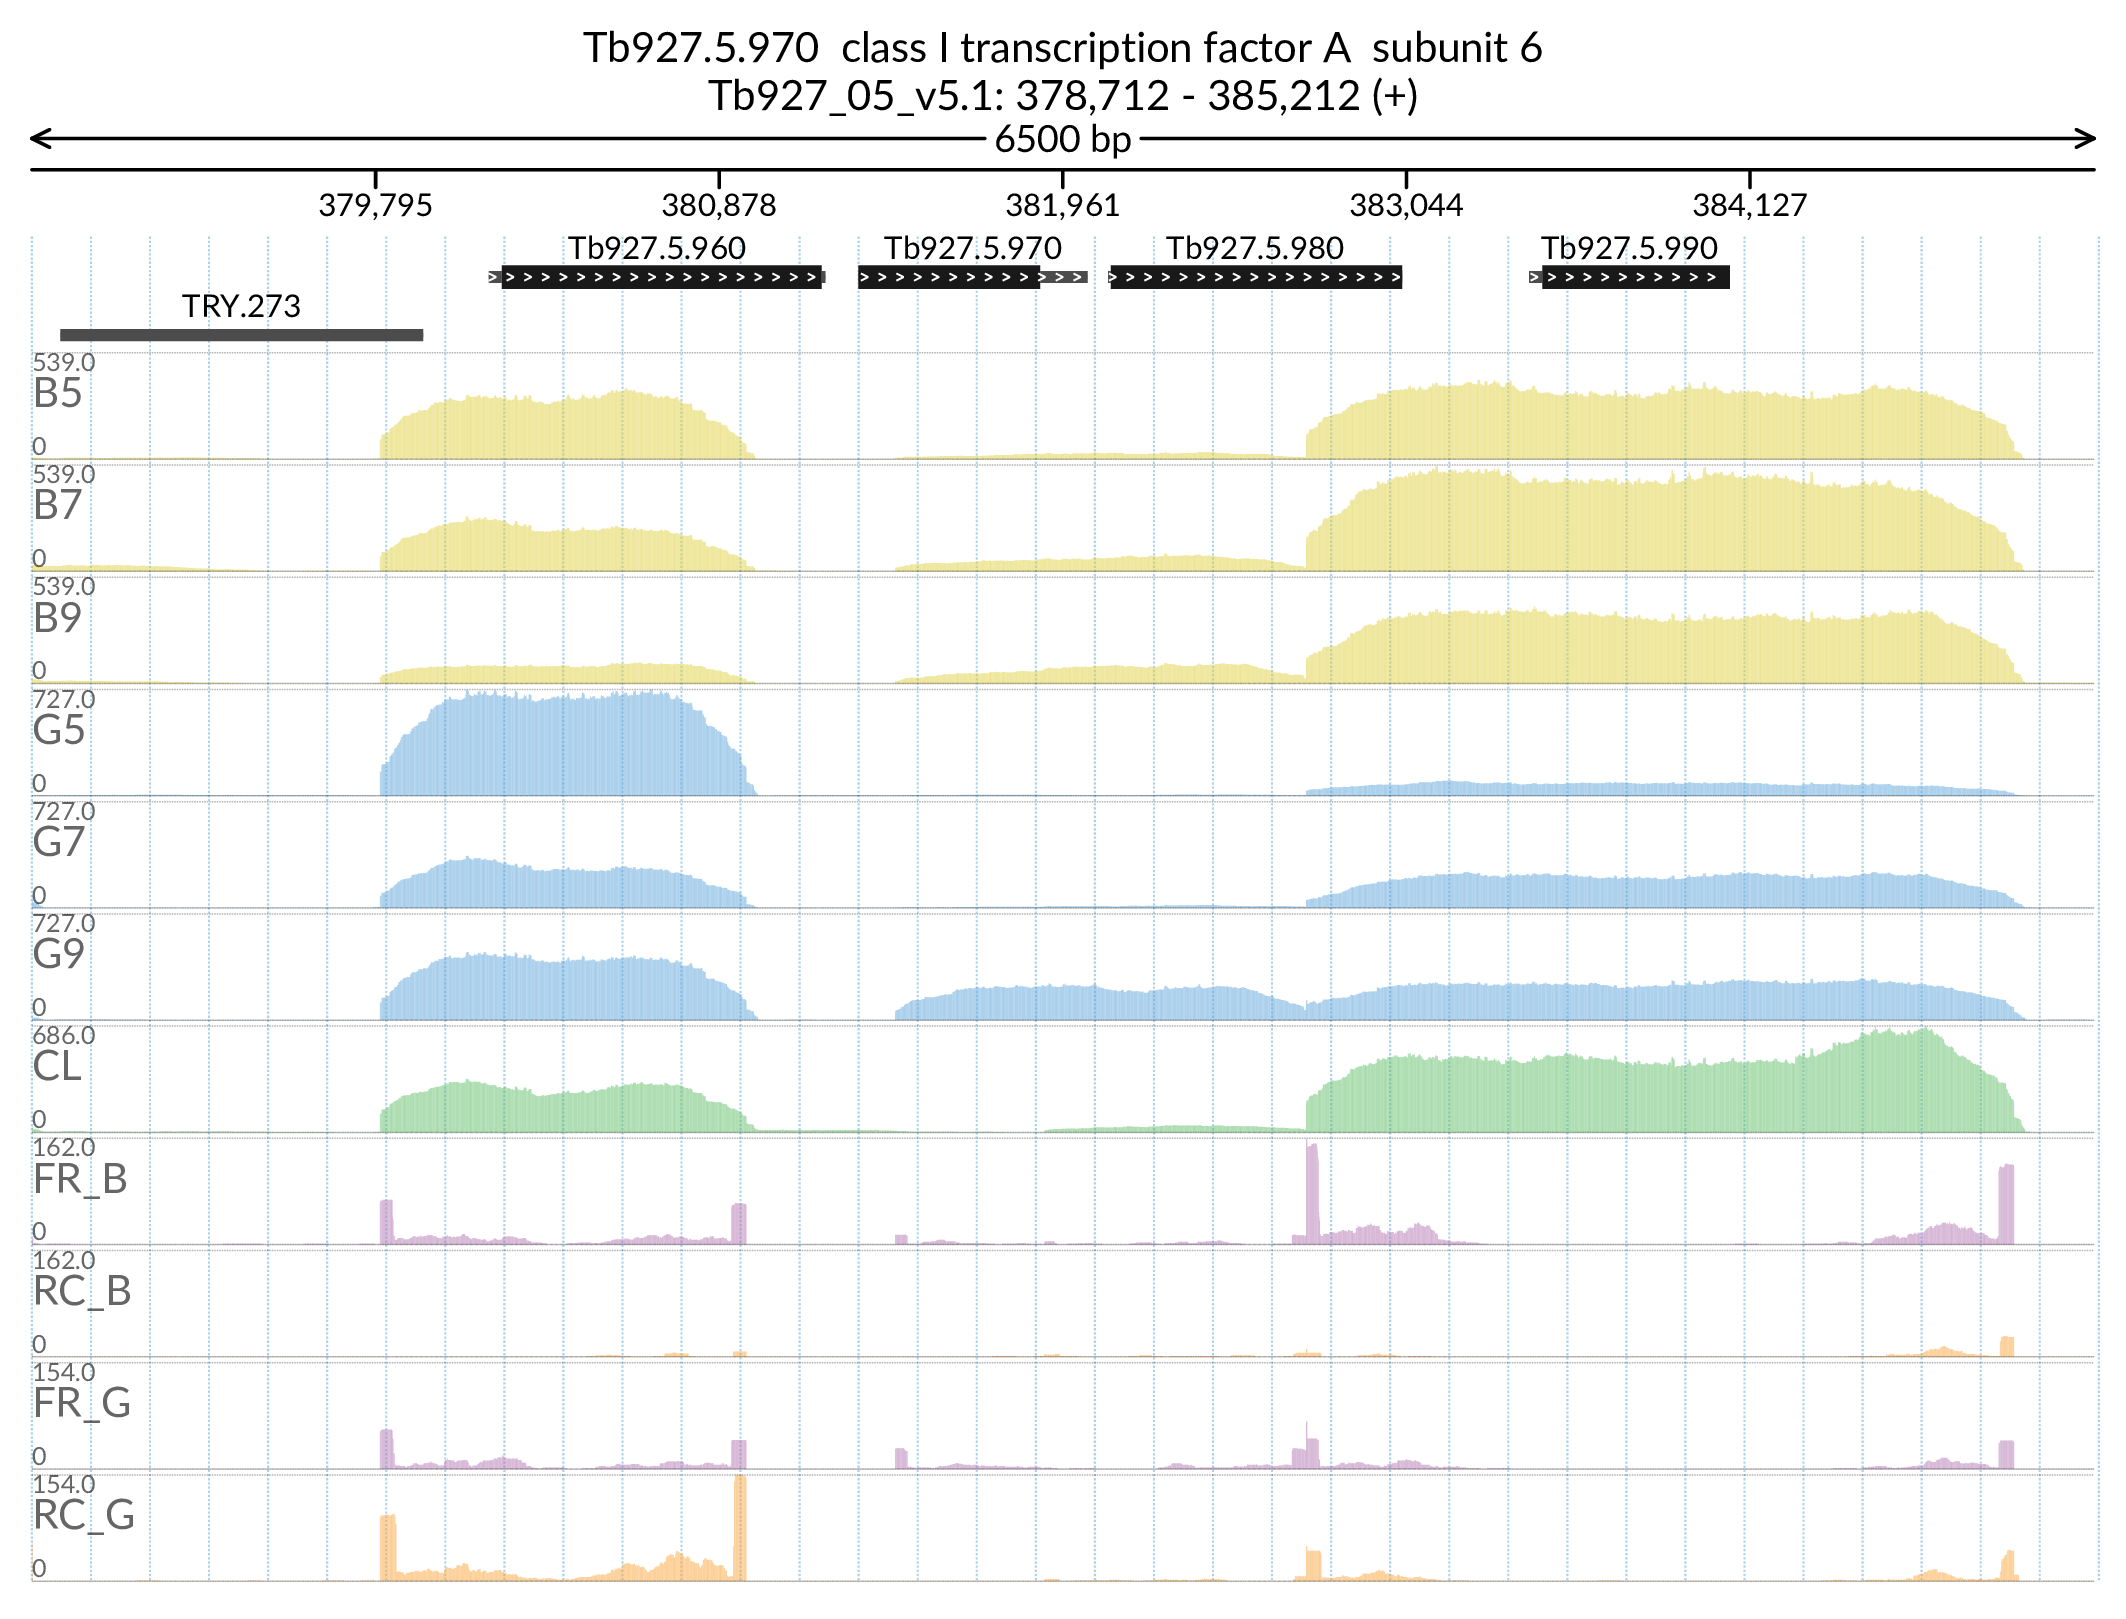 Tb927.5.970  class I transcription factor A  subunit 6
Tb927_05_v5.1: 378,712 - 385,212 (+)
6500 bp
379,795 380,878 381,961 383,044 384,127
Tb927.5.960 Tb927.5.970 Tb927.5.980 Tb927.5.990
TRY.273
539.0
B5
0
539.0
B7
0
539.0
B9
0
727.0
G5
0
727.0
G7
0
727.0
G9
0
686.0
CL
0
162.0
FR_B
0
162.0
RC_B
0
154.0
FR_G
0
154.0
RC_G
0